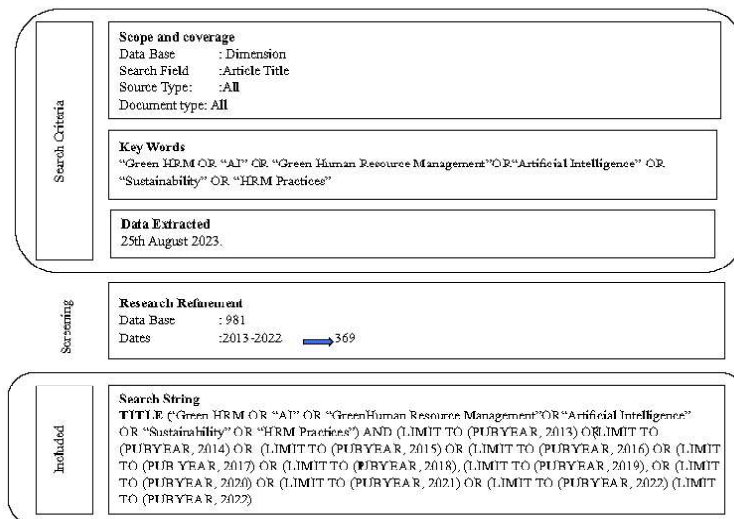 Search Criteria
Scope and coverage
Data Base : Dimension
Search Field :Article Title
Source Type: :All
Document type: All
Key Words
“Green HRM OR “AI” OR “Green Human Resource Management”OR“Artificial Intelligence” OR
“Sustainability” OR “HRM Practices”
Data Extracted
25th August 2023.
Screening
Research Refinement
Data Base : 981
Dates :2013-2022 369
Included
Search String
TITLE (“Green HRM OR “AI” OR “GreenHuman Resource Management”OR“Artificial Intelligence”
OR “Sustainability” OR “HRM Practices”) AND (LIMIT TO (PUBYEAR, 2013) OR(LIMIT TO
(PUBYEAR, 2014) OR (LIMIT TO (PUBYEAR, 2015) OR (LIMIT TO (PUBYEAR, 2016) OR (LIMIT
TO (PUB YEAR, 2017) OR (LIMIT TO (PUBYEAR, 2018), (LIMIT TO (PUBYEAR, 2019), OR (LIMIT
TO (PUBYEAR, 2020) OR (LIMIT TO (PUBYEAR, 2021) OR (LIMIT TO (PUBYEAR, 2022) (LIMIT
TO (PUBYEAR, 2022)